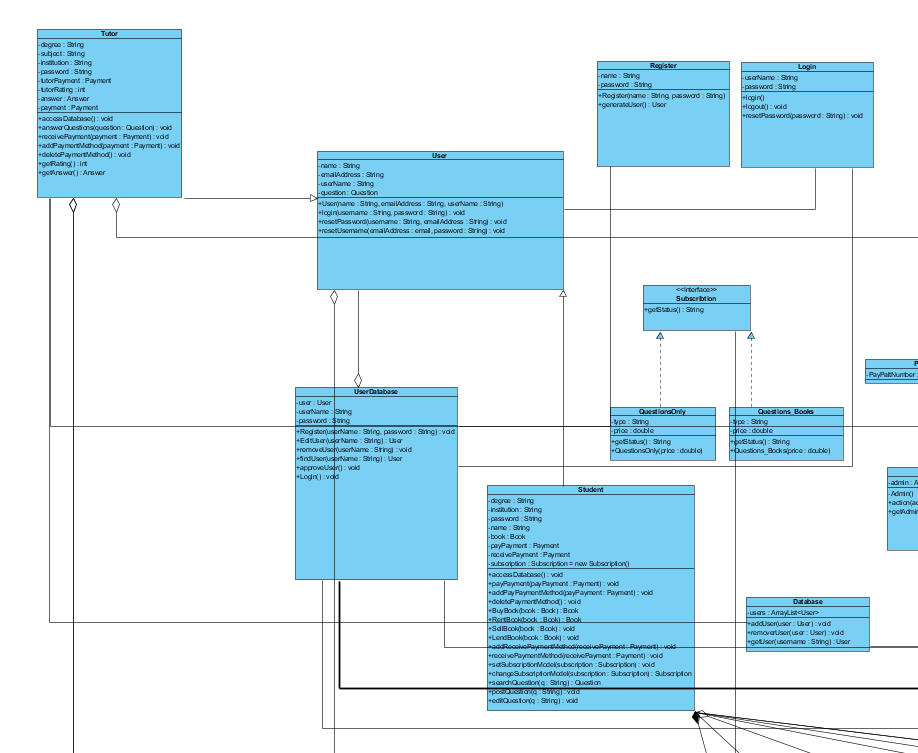 Tutor
-degree : String
-subject : String
-institution : String
-password : String
-tutorPayment : Payment
-tutorRating : int
-answer : Answer
-payment : Payment
+accessDatabase() : void
+answerQuestions(question : Question) : void
+receivePayment(payment : Payment) : void
+addPaymentMethod(payment : Payment) : void
+deletePaymentMethod() : void
+getRating() : int
+getAnswer() : Answer
Register
-name : String
-password : String
+Register(name : String, password : String)
+generateUser() : User
Login
-userName : String
-password : String
+login()
+logout() : void
+resetPassword(password : String) : void
User
-name : String
-emailAddress : String
-userName : String
-question : Question
+User(name : String, emailAddress : String, userName : String)
+login(username : String, password : String) : void
+resetPassword(username : String, emailAddress : String) : void
+resetUsername(emailAddress : email, password : String) : void
<<Interface>>
Subscribtion
+getStatus() : String
P
-PayPaltNumber :
UserDatabase
-user : User
-userName : String
-password : String
+Register(userName : String, password : String) : void
+EditUser(userName : String) : User
+removeUser(userName : String) : void
+findUser(userName : String) : User
+approveUser() : void
+Login() : void
QuestionsOnly
-type : String
-price : double
+getStatus() : String
+QuestionsOnly(price : double)
Questions_Books
-type : String
-price : double
+getStatus() : String
+Questions_Books(price : double)
-admin : A
-Admin()
+action(ac
+getAdmin
Student
-degree : String
-institution : String
-password : String
-name : String
-book : Book
-payPayment : Payment
-receivePayment : Payment
-subscription : Subscription = new Subscription()
+accessDatabase() : void
+payPayment(payPayment : Payment) : void
+addPayPaymentMethod(payPayment : Payment) : void
+deletePaymentMethod() : void
+BuyBock(book : Book) : Book
+RentBook(book : Book) : Book
+SellBook(book : Book) : void
+LendBook(book : Book) : void
+addReceivePaymentMethod(receivePayment : Payment) : void
+receivePaymentMethod(receivePayment : Payment) : void
+setSubscriptionModel(subscription : Subscription) : void
+changeSubscriptionModel(subscription : Subscription) : Subscription
+searchQuestion(q : String) : Question
+postQuestion(q : String) : void
+editQuestion(q : String) : void
Database
-users : ArrayList<User>
+addUser(user : User) : void
+removeUser(user : User) : void
+getUser(username : String) : User